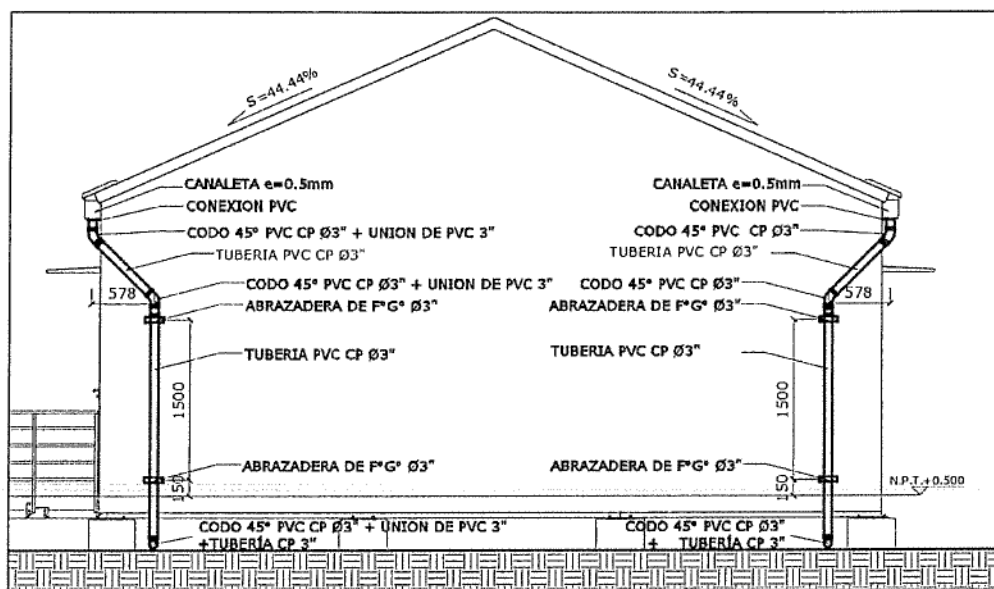 S=44.44%
S=44.44%
CANALETA e=0.5mm
CANALETA e=0.5mm
CONEXION PVC
CONEXION PVC
CODO 45° PVC CP Ø3" + UNION DE PVC 3"
CODO 45° PVC CP Ø3"
TUBERIA PVC CP Ø3"
TUBERIA PVC CP Ø3"
CODO 45° PVC CP Ø3" + UNION DE PVC 3"
CODO 45° PVC CP Ø3"
578
578
ABRAZADERA DE F°G° Ø3"
ABRAZADERA DE F°G° Ø3"
TUBERIA PVC CP Ø3"
TUBERIA PVC CP Ø3"
1500
1500
ABRAZADERA DE F°G° Ø3"
ABRAZADERA DE F°G° Ø3"
150
150
N.P.T.+0.500
CODO 45° PVC CP Ø3" + UNION DE PVC 3"
+TUBERÍA CP 3"
CODO 45° PVC CP Ø3"
+ TUBERÍA CP 3"